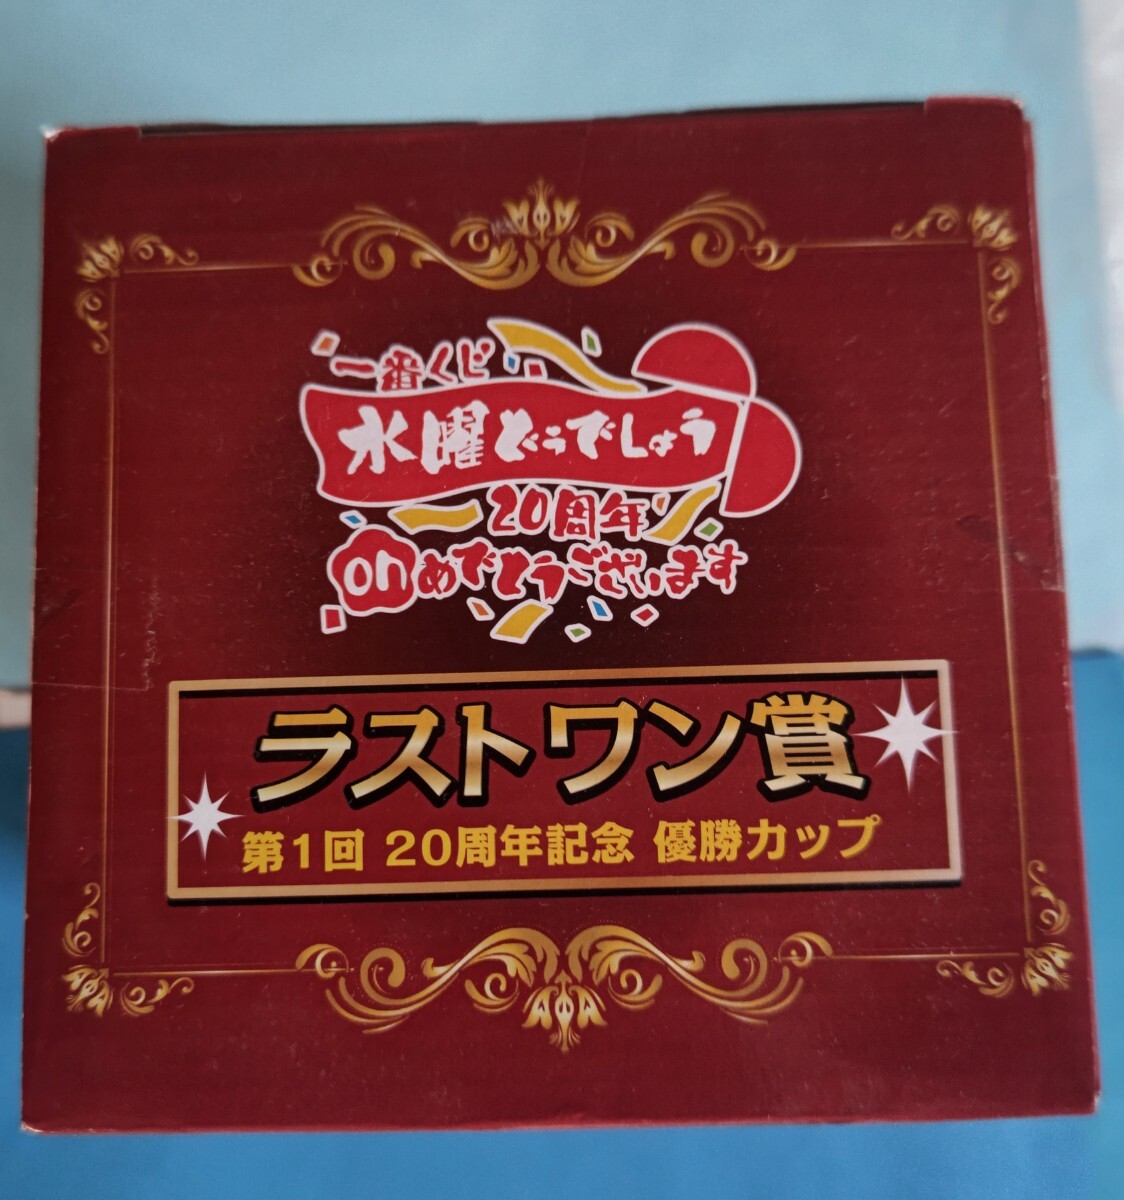 一番くじ
水曜どうでしょう
20周年
onめでとうございます
ラストワン賞
第1回 20周年記念 優勝カップ